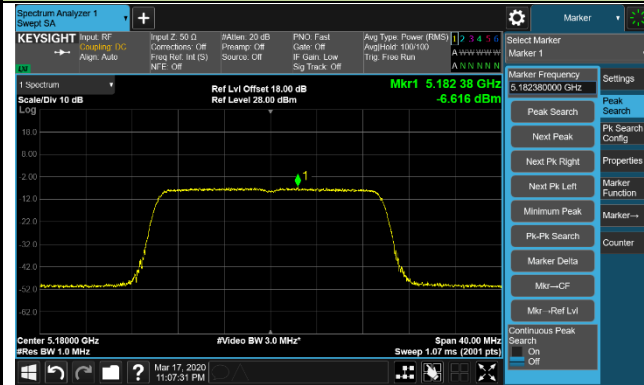 Spectrum Analyzer 1
Swept SA
Marker
KEYSIGHT
Input: RF
Coupling: DC
Align: Auto
Input Z: 50 Ω
Corrections: Off
Freq Ref: Int (S)
NFE: Off
#Atten: 20 dB
Preamp: Off
Source: Off
PNO: Fast
Gate: Off
IF Gain: Low
Sig Track: Off
Avg Type: Power (RMS)
Avg|Hold: 100/100
Trig: Free Run
1 2 3 4 5 6
A W W W W W
A N N N N N
Select Marker
Marker 1
1 Spectrum
Scale/Div 10 dB
Log
Ref Lvl Offset 18.00 dB
Ref Level 28.00 dBm
Mkr1 5.182 38 GHz
-6.616 dBm
18.0
8.00
-2.00
-12.0
-22.0
-32.0
-42.0
-52.0
-62.0
1
Center 5.18000 GHz
#Res BW 1.0 MHz
#Video BW 3.0 MHz*
Span 40.00 MHz
Sweep 1.07 ms (2001 pts)
Marker Frequency
5.182380000 GHz
Peak Search
Next Peak
Next Pk Right
Next Pk Left
Minimum Peak
Pk-Pk Search
Marker Delta
Mkr→CF
Mkr→Ref Lvl
Continuous Peak
Search
On
Off
Settings
Peak
Search
Pk Search
Config
Properties
Marker
Function
Marker→
Counter
Mar 17, 2020
11:07:31 PM